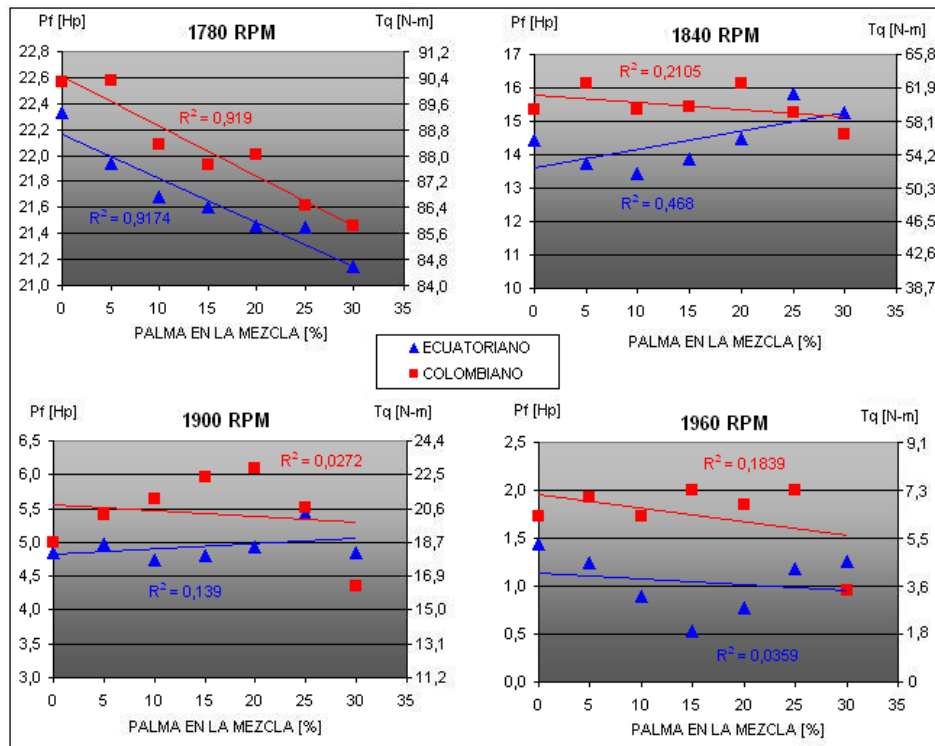 Pf [Hp] 1780 RPM Tq [N-m]
22,8 91,2
22,6 90,4
22,4 89,6
22,2 88,8
22,0 88,0
21,8 87,2
21,6 86,4
21,4 85,6
21,2 84,8
21,0 84,0
R² = 0,919
R² = 0,9174
0 5 10 15 20 25 30 35
PALMA EN LA MEZCLA [%]
Pf [Hp] 1840 RPM Tq [N-m]
17 65,8
16 61,9
15 58,1
14 54,2
13 50,3
12 46,5
11 42,6
10 38,7
R² = 0,2105
R² = 0,468
0 5 10 15 20 25 30 35
PALMA EN LA MEZCLA [%]
ECUATORIANO
COLOMBIANO
Pf [Hp] 1900 RPM Tq [N-m]
6,5 24,4
6,0 22,5
5,5 20,6
5,0 18,7
4,5 16,9
4,0 15,0
3,5 13,1
3,0 11,2
R² = 0,0272
R² = 0,139
0 5 10 15 20 25 30 35
PALMA EN LA MEZCLA [%]
Pf [Hp] 1960 RPM Tq [N-m]
2,5 9,1
2,0 7,3
1,5 5,5
1,0 3,6
0,5 1,8
0,0 0
R² = 0,1839
R² = 0,0359
0 5 10 15 20 25 30 35
PALMA EN LA MEZCLA [%]